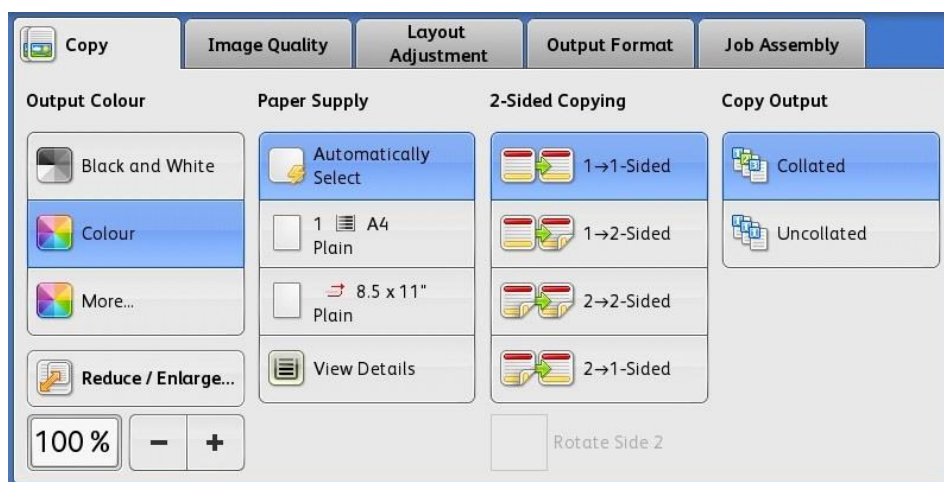 Copy
Image Quality
Layout
Adjustment
Output Format
Job Assembly
Output Colour
Black and White
Colour
More...
Reduce / Enlarge...
100 %
− +
Paper Supply
Automatically
Select
1 A4
Plain
8.5 x 11"
Plain
View Details
2-Sided Copying
1→1-Sided
1→2-Sided
2→2-Sided
2→1-Sided
Rotate Side 2
Copy Output
Collated
Uncollated